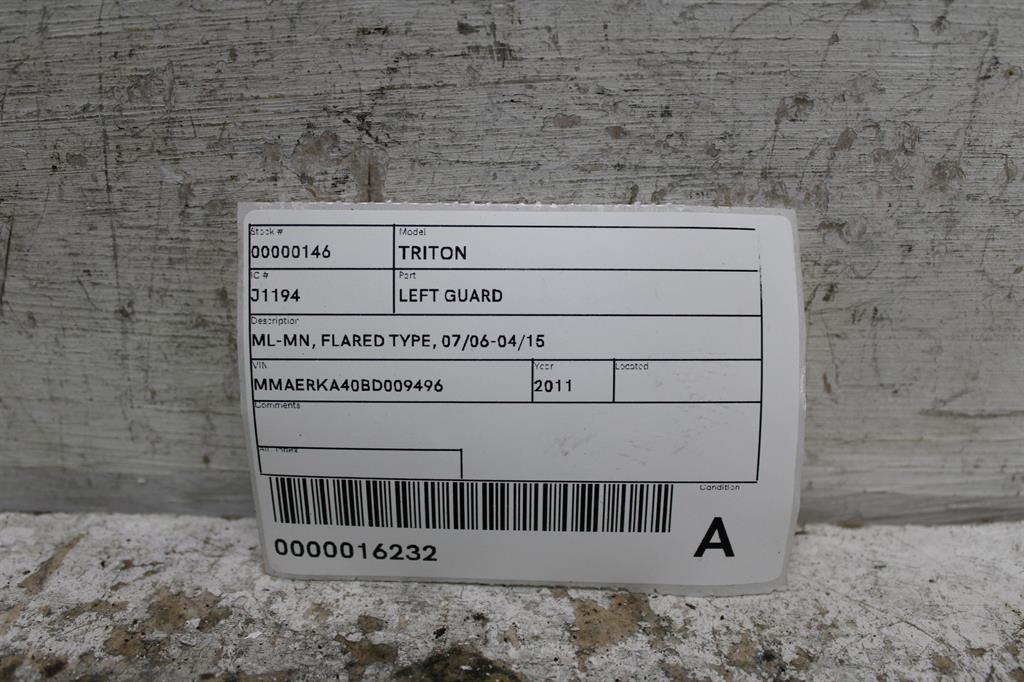 Stock # Model
00000146 TRITON
IC # Part
J1194 LEFT GUARD
Description
ML-MN, FLARED TYPE, 07/06-04/15
VIN Year Located
MMAERKA40BD009496 2011
Comments
Condition
0000016232 A